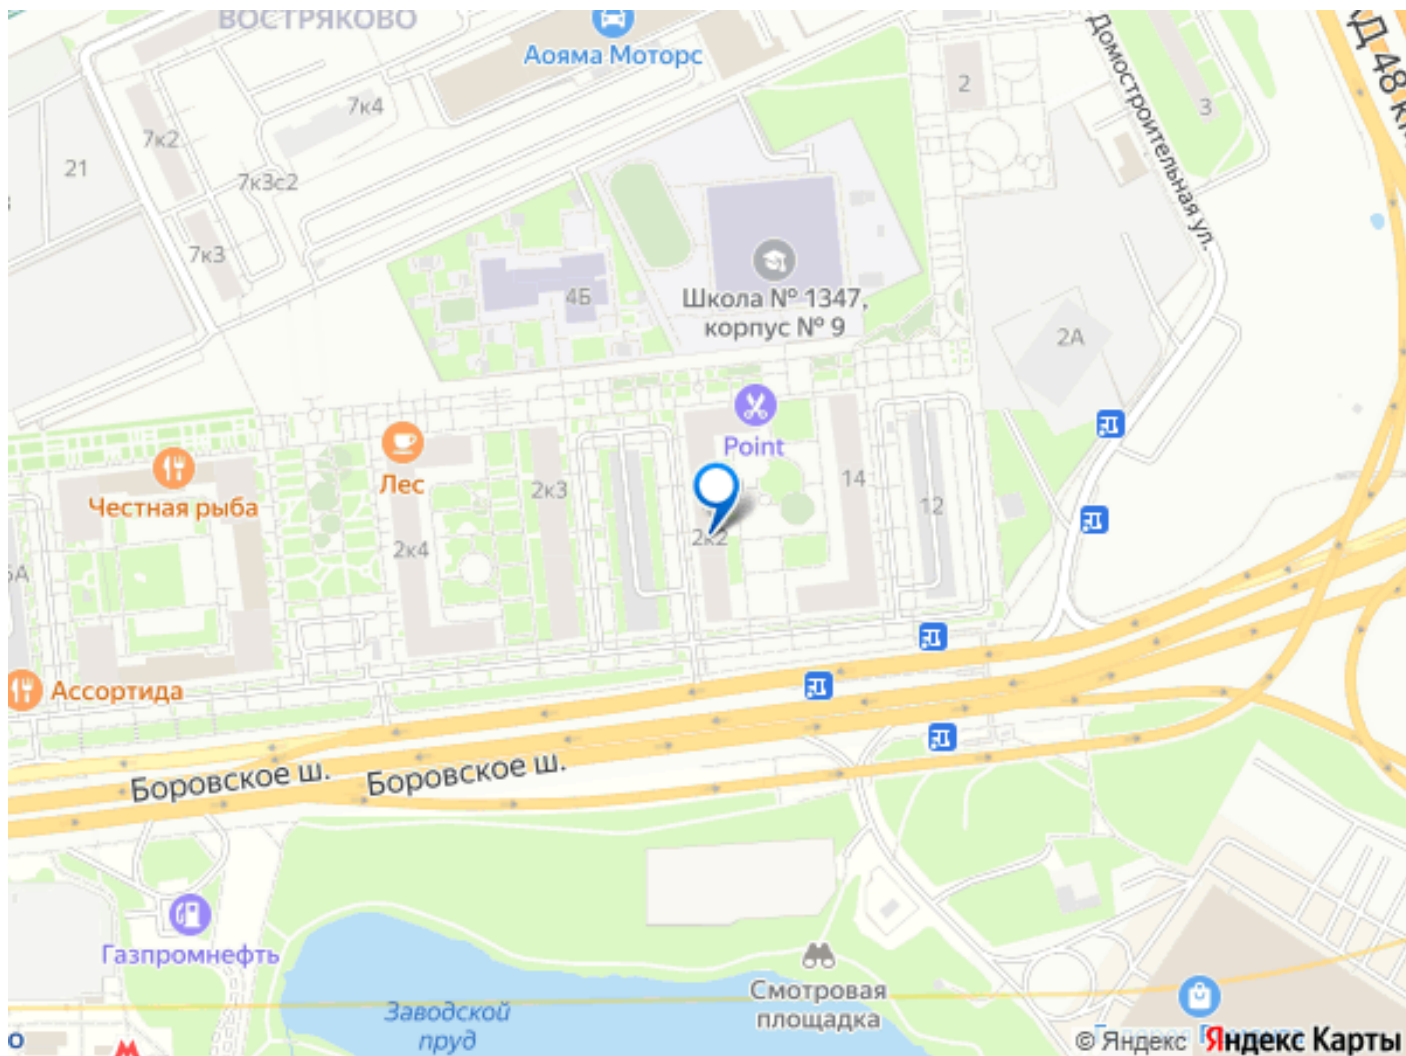 ВОСТРЯКОВО
Аояма Моторс
Домостроительная ул.
Д 48 к
2
3
7к4
7к2
21
7к3с2
7к3
4Б
Школа № 1347,
корпус № 9
2А
Point
Лес
Честная рыба
2к3
14
12
2к4
2к2
Ассортида
Боровское ш.
Боровское ш.
Газпромнефть
Смотровая
площадка
Заводской
пруд
© Яндекс Яндекс Карты